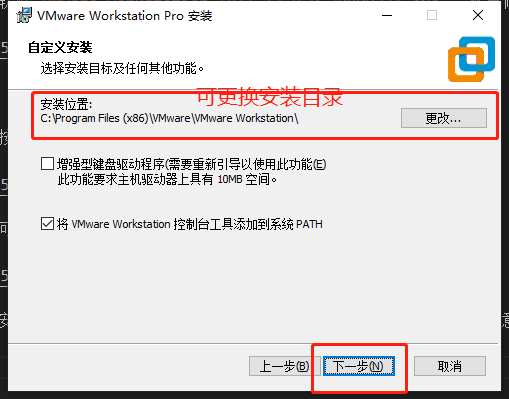 VMware Workstation Pro 安装
自定义安装
选择安装目标及任何其他功能。
可更换安装目录
安装位置:
C:\Program Files (x86)\VMware\VMware Workstation\
更改...
增强型键盘驱动程序(需要重新引导以使用此功能(E)
此功能要求主机驱动器上具有 10MB 空间。
将 VMware Workstation 控制台工具添加到系统 PATH
上一步(B)
下一步(N)
取消